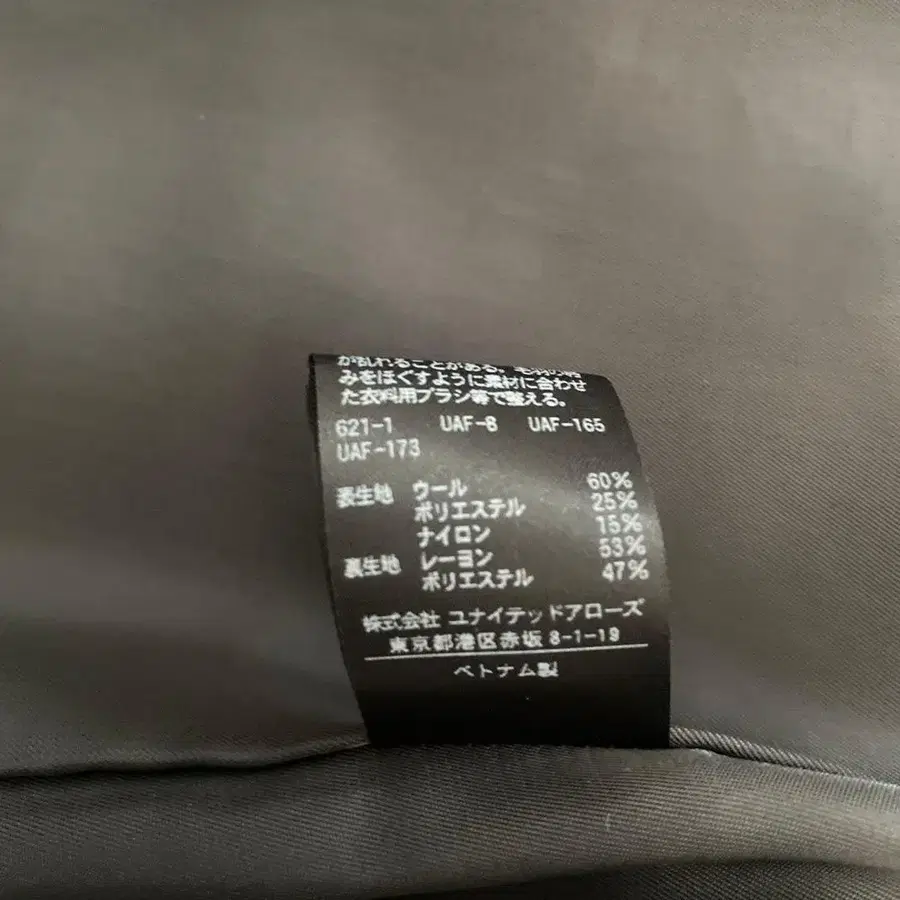 が乱れることがある。毛羽の絡
みをほぐすように素材に合わせ
た衣料用ブラシ等で整える。
621-1 UAF-8 UAF-165
UAF-173
表生地 ウール 60%
ポリエステル 25%
ナイロン 15%
裏生地 レーヨン 53%
ポリエステル 47%
株式会社 ユナイテッドアローズ
東京都港区赤坂 8-1-19
ベトナム製